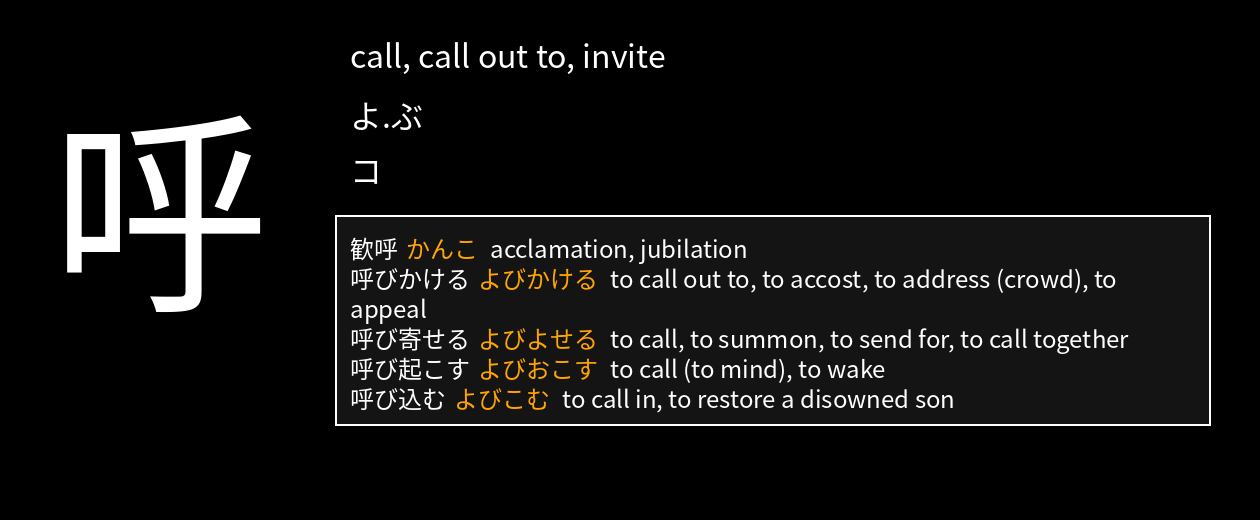 呼
call, call out to, invite
よ.ぶ
コ
歓呼 かんこ acclamation, jubilation
呼びかける よびかける to call out to, to accost, to address (crowd), to
appeal
呼び寄せる よびよせる to call, to summon, to send for, to call together
呼び起こす よびおこす to call (to mind), to wake
呼び込む よびこむ to call in, to restore a disowned son